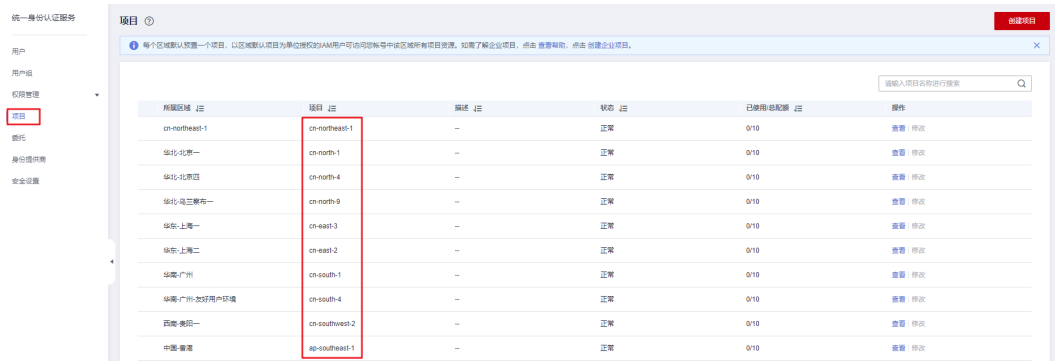 统一身份认证服务
用户
用户组
权限管理
项目
委托
身份提供商
安全设置
项目
创建项目
每个区域默认预置一个项目，以区域默认项目为单位授权的IAM用户可访问您帐号中该区域所有项目资源。如需了解企业项目，点击 查看帮助，点击 创建企业项目。
请输入项目名称进行搜索
所属区域 项目 描述 状态 已使用/总配额 操作
cn-northeast-1 cn-northeast-1 -- 正常 0/10 查看 | 修改
华北-北京一 cn-north-1 -- 正常 0/10 查看 | 修改
华北-北京四 cn-north-4 -- 正常 0/10 查看 | 修改
华北-乌兰察布一 cn-north-9 -- 正常 0/10 查看 | 修改
华东-上海一 cn-east-3 -- 正常 0/10 查看 | 修改
华东-上海二 cn-east-2 -- 正常 0/10 查看 | 修改
华南-广州 cn-south-1 -- 正常 0/10 查看 | 修改
华南-广州-友好用户环境 cn-south-4 -- 正常 0/10 查看 | 修改
西南-贵阳一 cn-southwest-2 -- 正常 0/10 查看 | 修改
中国-香港 ap-southeast-1 -- 正常 0/10 查看 | 修改